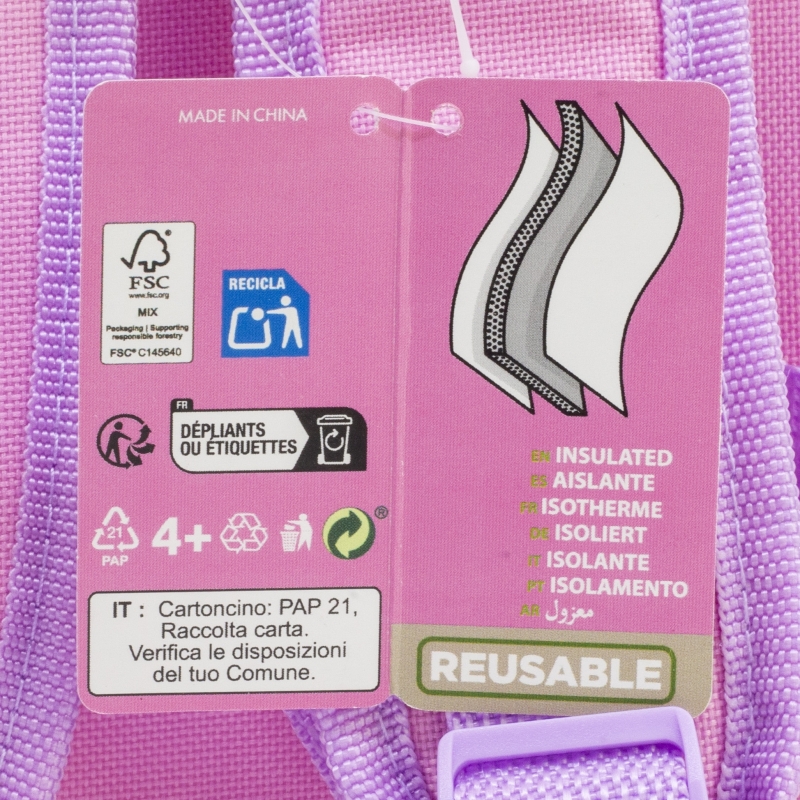 MADE IN CHINA
FSC
www.fsc.org
MIX
Packaging | Supporting
responsible forestry
FSC® C145640
RECICLA
FR
DÉPLIANTS
OU ÉTIQUETTES
21
PAP
4+
®
IT : Cartoncino: PAP 21,
Raccolta carta.
Verifica le disposizioni
del tuo Comune.
EN INSULATED
ES AISLANTE
FR ISOTHERME
DE ISOLIERT
IT ISOLANTE
PT ISOLAMENTO
AR معزول
REUSABLE